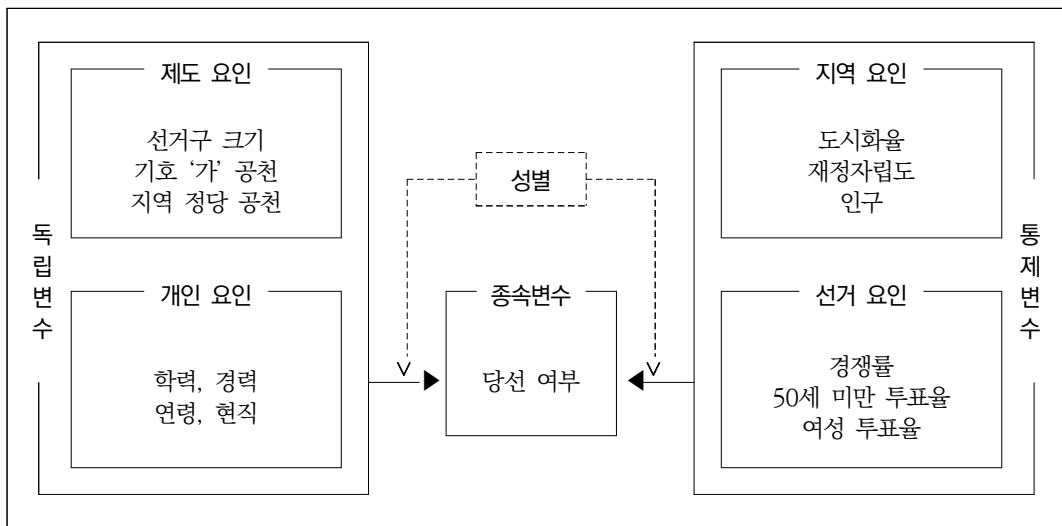 제도 요인
선거구 크기
기호 ‘가’ 공천
지역 정당 공천
독립변수
개인 요인
학력, 경력
연령, 현직
성별
종속변수
당선 여부
지역 요인
도시화율
재정자립도
인구
통제변수
선거 요인
경쟁률
50세 미만 투표율
여성 투표율